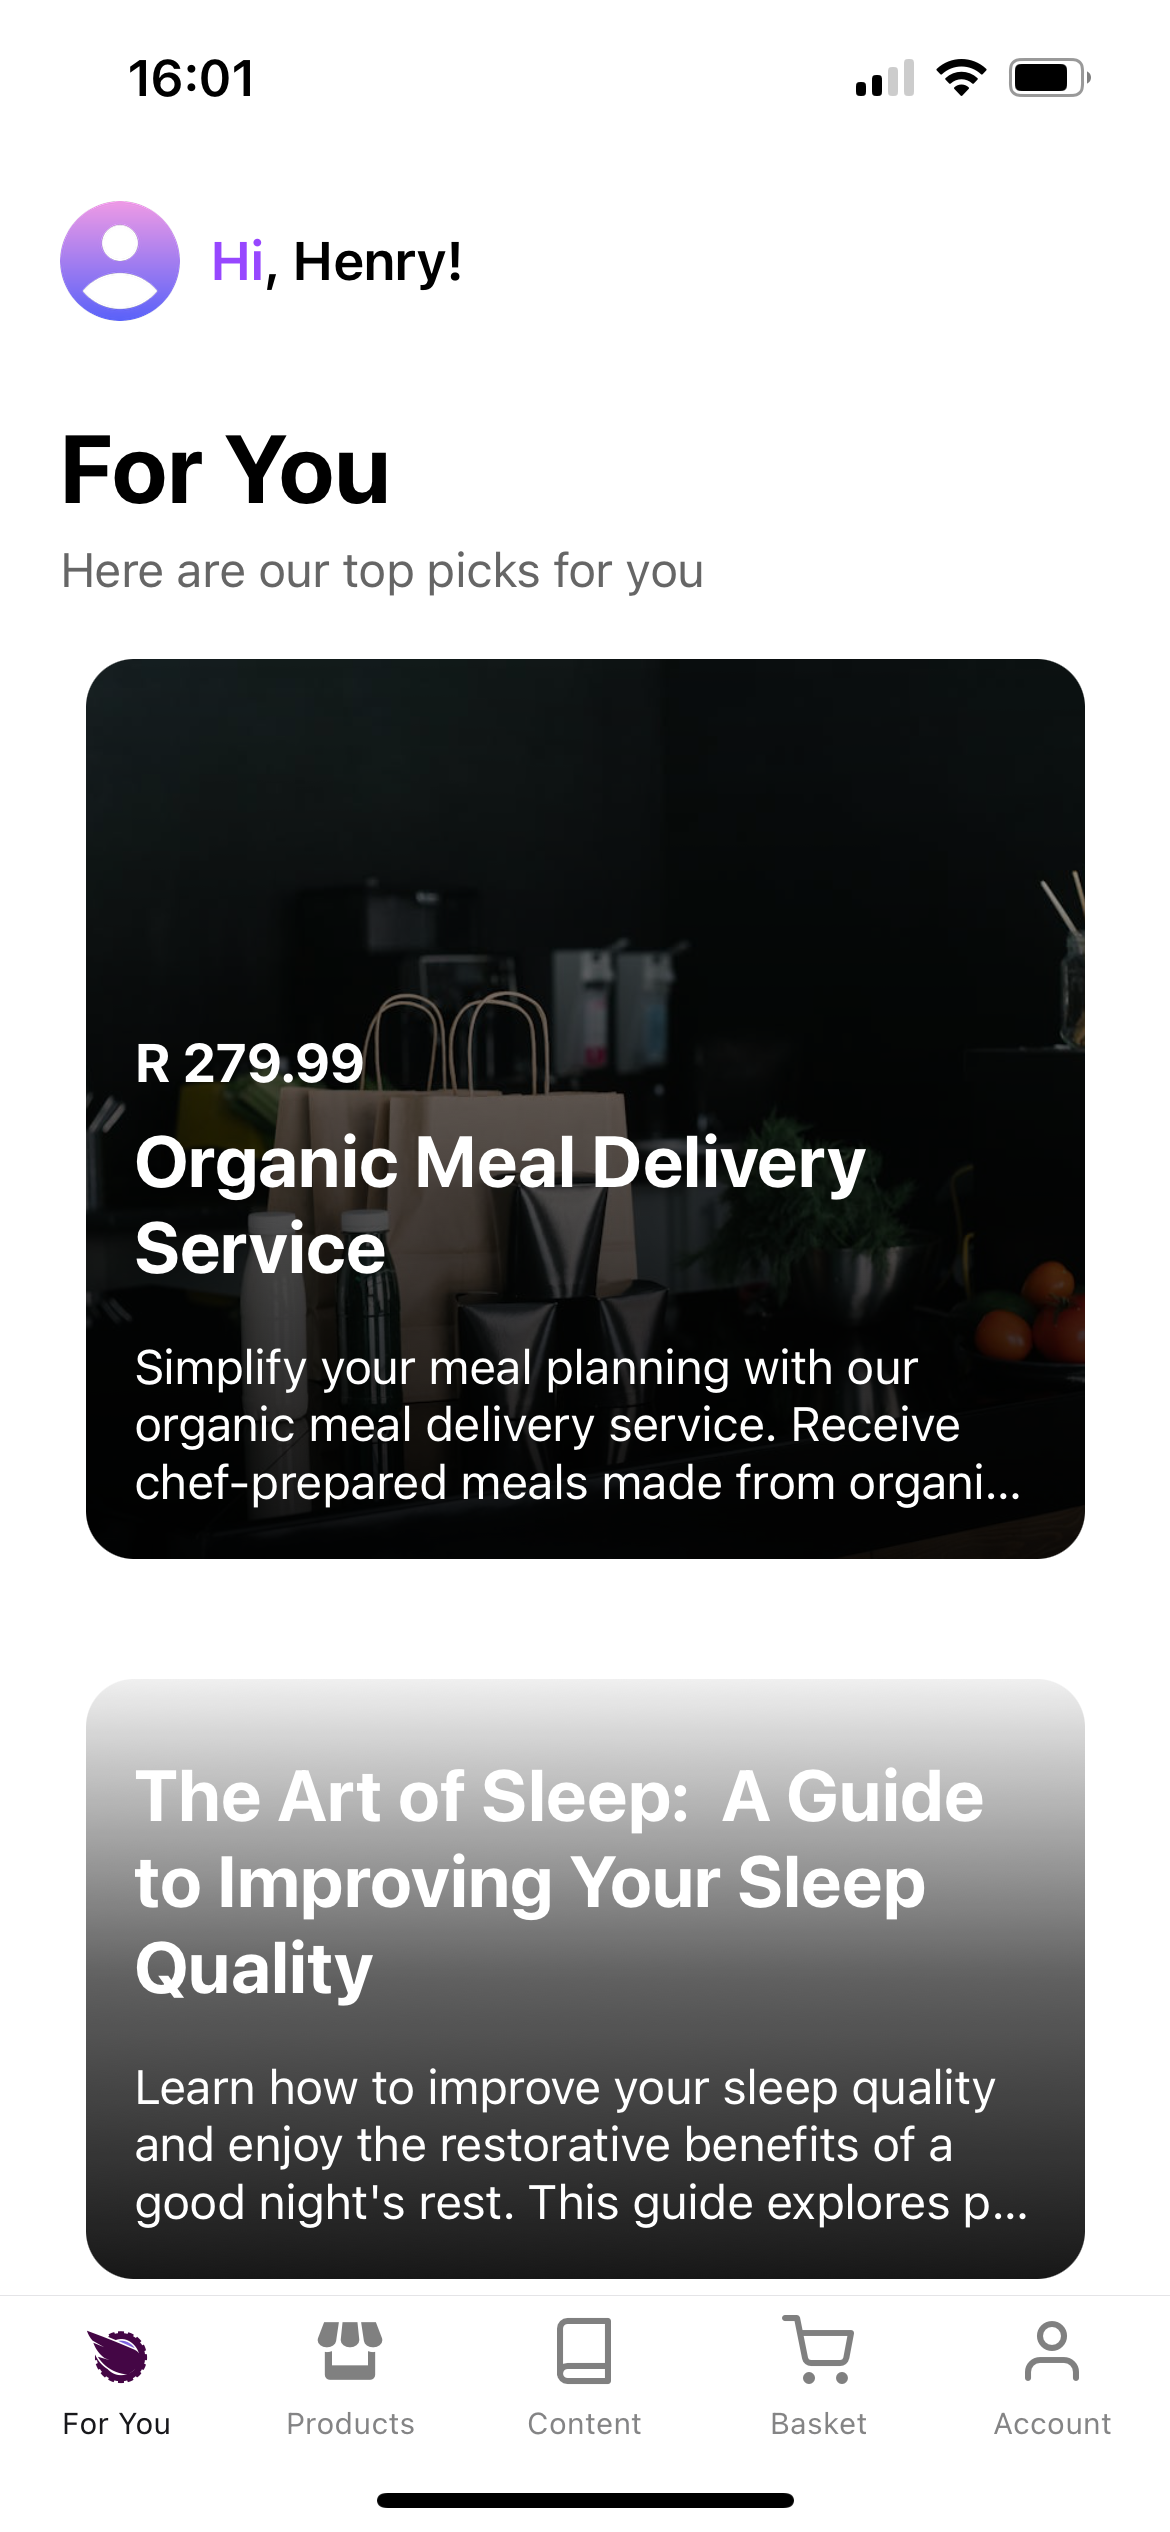 16:01
Hi, Henry!
For You
Here are our top picks for you
R 279.99
Organic Meal Delivery
Service
Simplify your meal planning with our
organic meal delivery service. Receive
chef-prepared meals made from organi...
The Art of Sleep:  A Guide
to Improving Your Sleep
Quality
Learn how to improve your sleep quality
and enjoy the restorative benefits of a
good night's rest. This guide explores p...
For You
Products
Content
Basket
Account